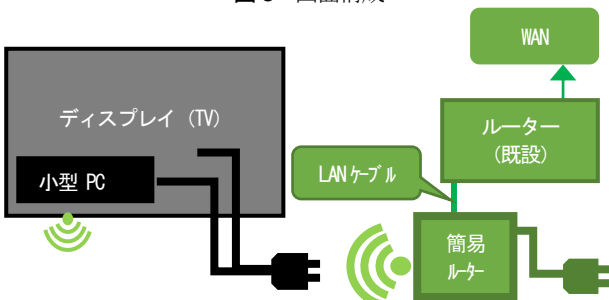 WAN
ディスプレイ (TV)
ルーター
(既設)
LANｹｰﾌﾞﾙ
小型 PC
簡易
ﾙｰﾀｰ